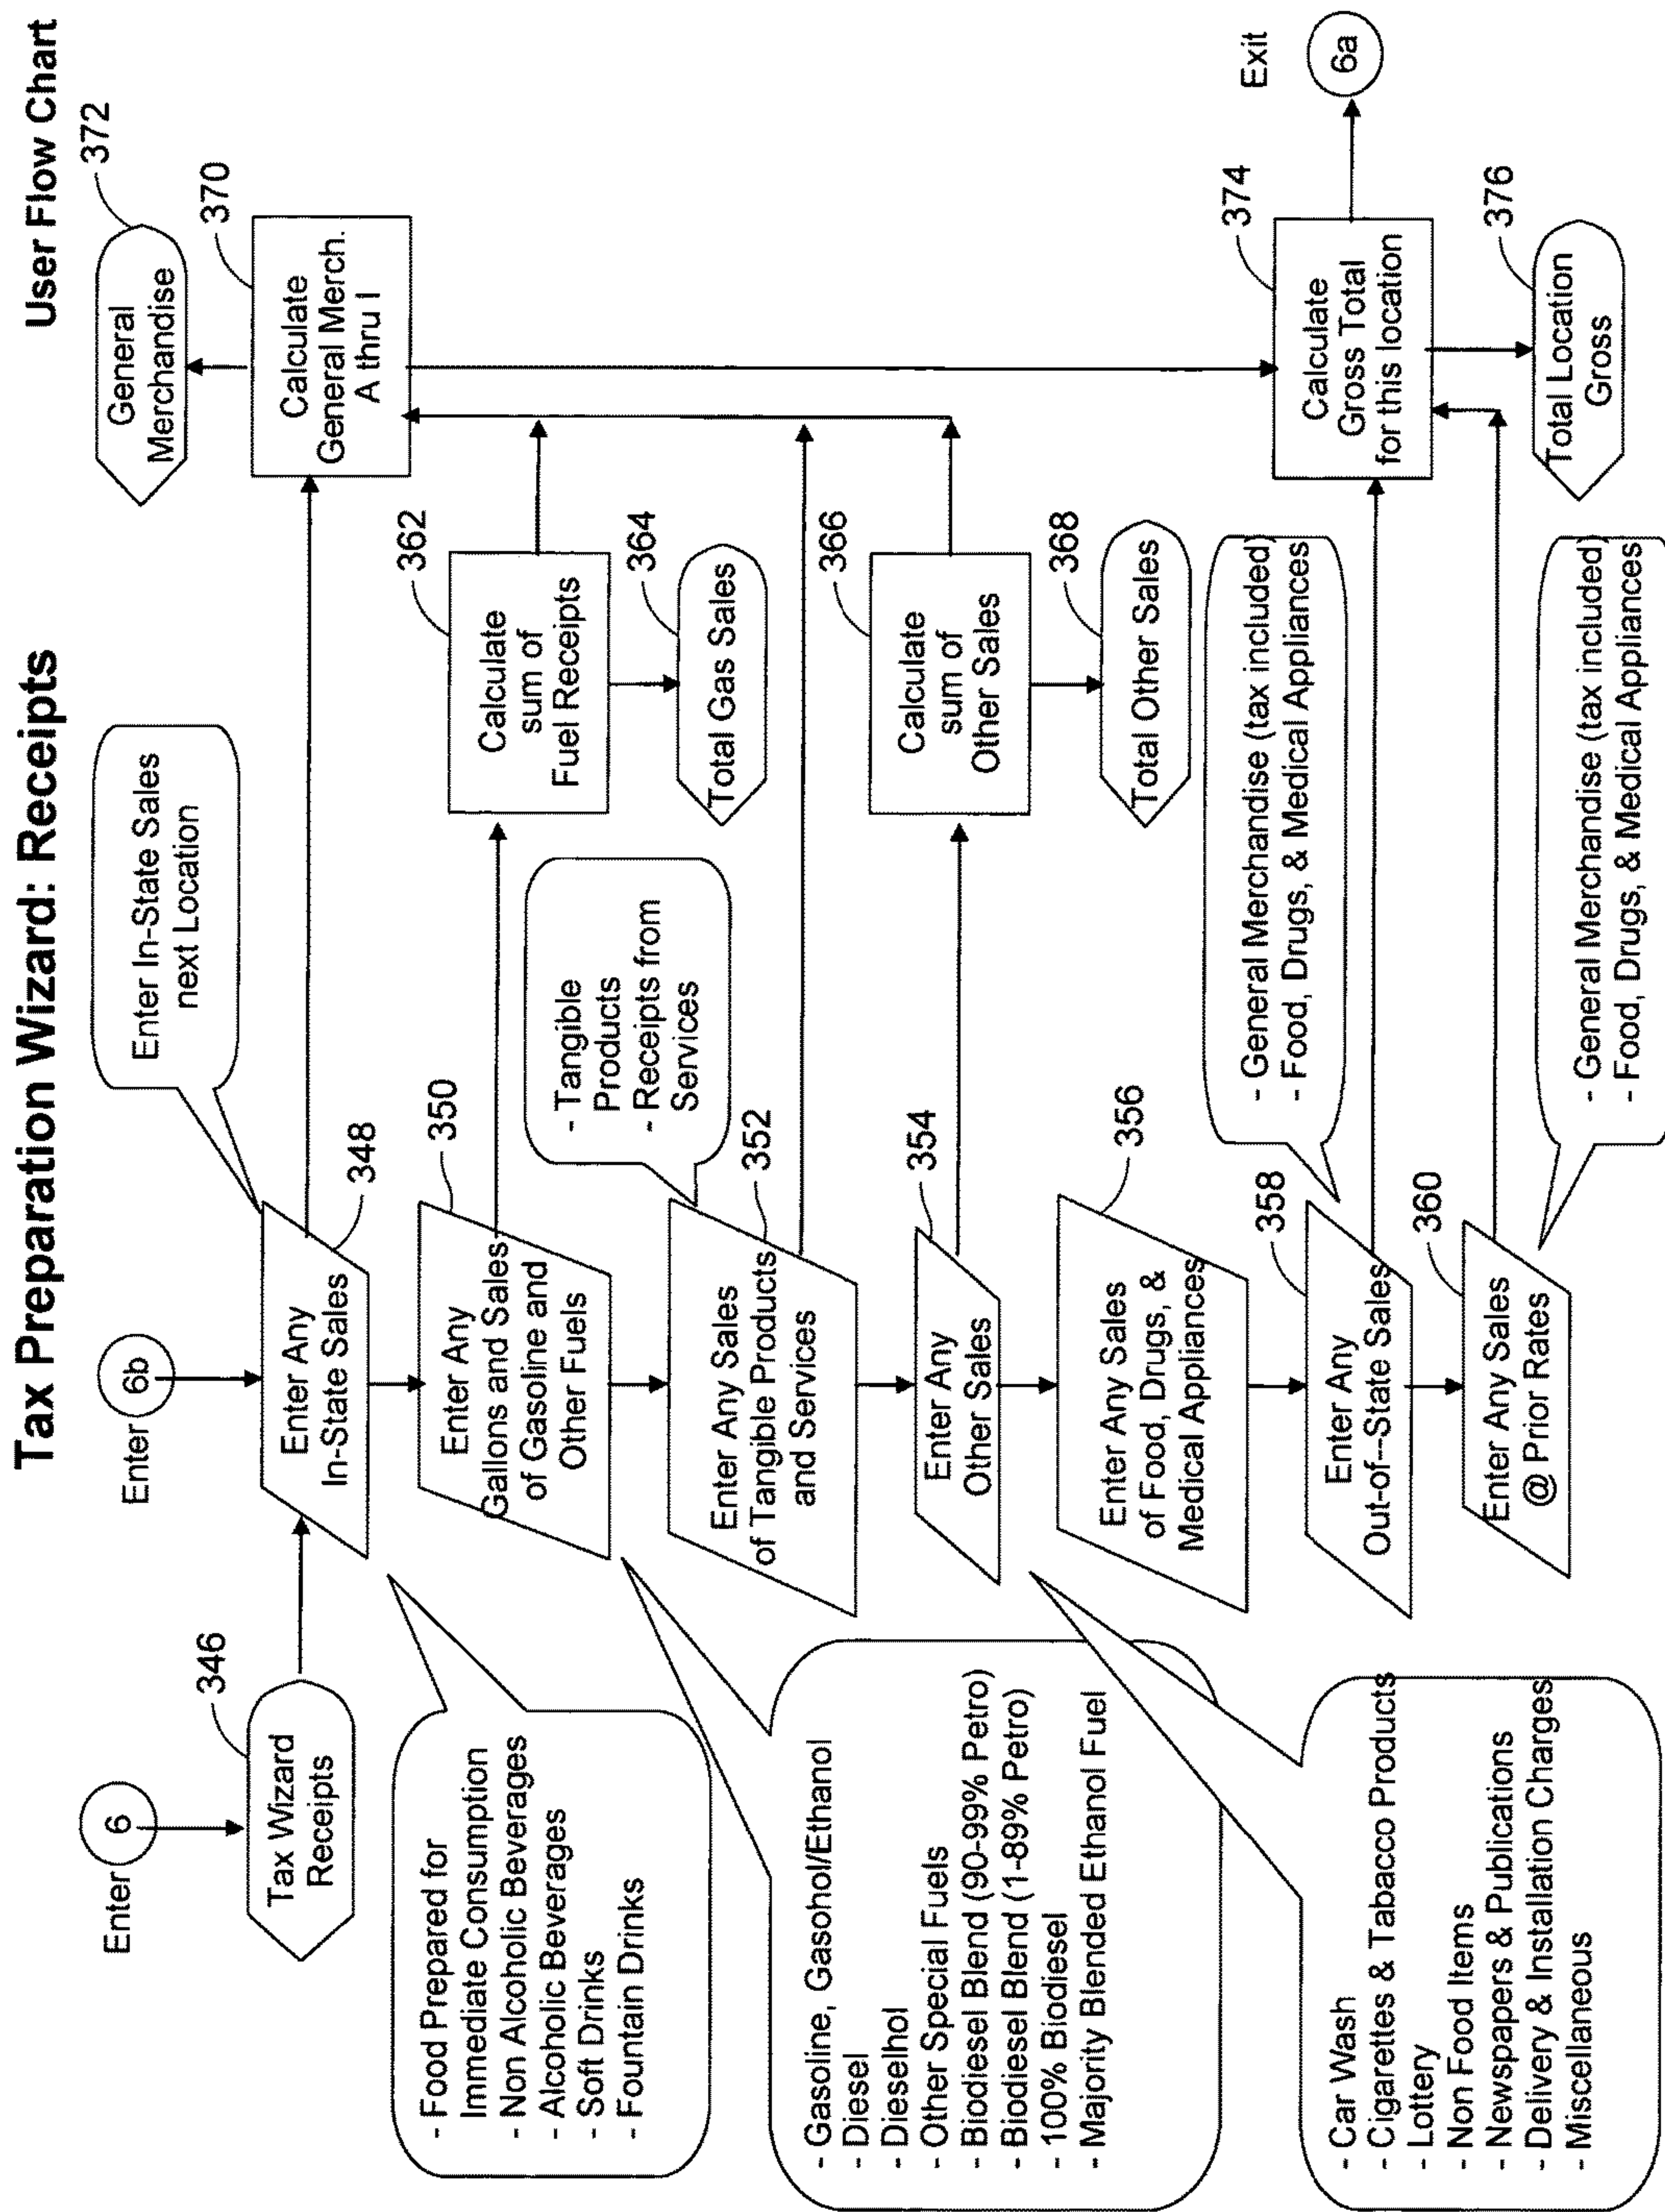 Tax Preparation Wizard: Receipts
User Flow Chart
Enter
6
346
Tax Wizard
Receipts
Enter
6b
Enter In-State Sales
next Location
Enter Any
In-State Sales
348
- Food Prepared for
Immediate Consumption
- Non Alcoholic Beverages
- Alcoholic Beverages
- Soft Drinks
- Fountain Drinks
Enter Any
Gallons and Sales
of Gasoline and
Other Fuels
350
- Gasoline, Gasohol/Ethanol
- Diesel
- Dieselhol
- Other Special Fuels
- Biodiesel Blend (90-99% Petro)
- Biodiesel Blend (1-89% Petro)
- 100% Biodiesel
- Majority Blended Ethanol Fuel
- Tangible
Products
- Receipts from
Services
Enter Any Sales
of Tangible Products
and Services
352
Enter Any
Other Sales
354
- Car Wash
- Cigarettes & Tabacco Products
- Lottery
- Non Food Items
- Newspapers & Publications
- Delivery & Installation Charges
- Miscellaneous
Enter Any Sales
of Food, Drugs, &
Medical Appliances
356
Enter Any
Out-of--State Sales
358
- General Merchandise (tax included)
- Food, Drugs, & Medical Appliances
Enter Any Sales
@ Prior Rates
360
- General Merchandise (tax included)
- Food, Drugs, & Medical Appliances
Calculate
sum of
Fuel Receipts
362
Total Gas Sales
364
Calculate
sum of
Other Sales
366
Total Other Sales
368
General
Merchandise
372
Calculate
General Merch.
A thru I
370
Calculate
Gross Total
for this location
374
Total Location
Gross
376
Exit
6a